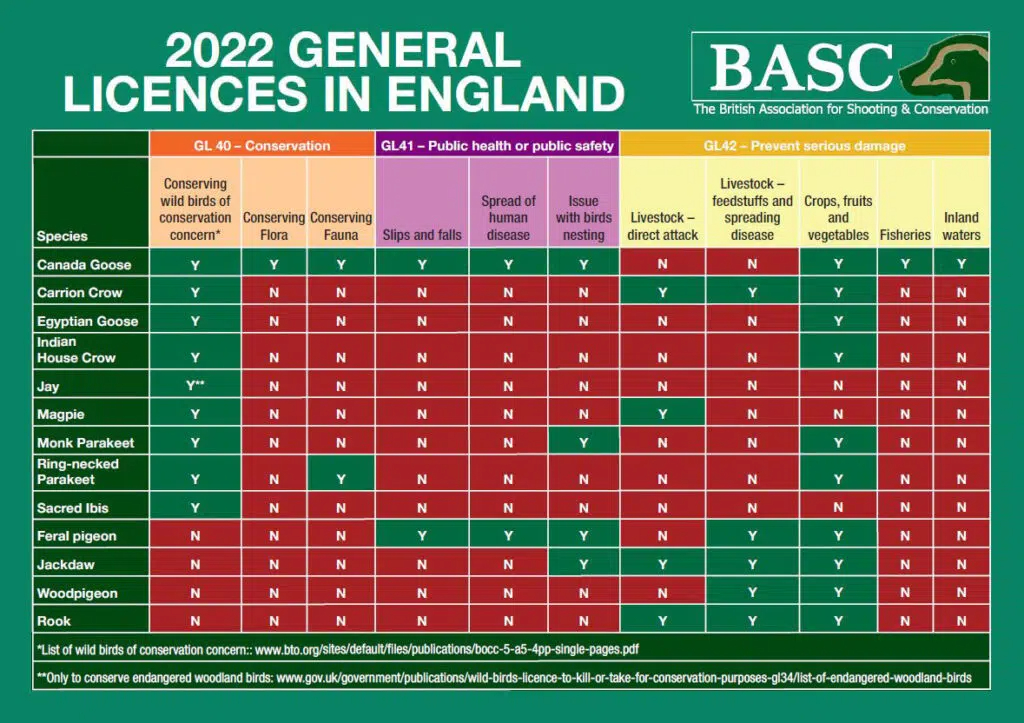 2022 GENERAL
LICENCES IN ENGLAND
BASC
The British Association for Shooting & Conservation
GL 40 – Conservation GL41 – Public health or public safety GL42 – Prevent serious damage
Species Conserving wild birds of conservation concern* Conserving Flora Conserving Fauna Slips and falls Spread of human disease Issue with birds nesting Livestock – direct attack Livestock – feedstuffs and spreading disease Crops, fruits and vegetables Fisheries Inland waters
Canada Goose Y Y Y Y Y Y N N Y Y Y
Carrion Crow Y N N N N N Y Y Y N N
Egyptian Goose Y N N N N N N N Y N N
Indian House Crow Y N N N N N N N Y N N
Jay Y** N N N N N N N N N N
Magpie Y N N N N N Y N N N N
Monk Parakeet Y N N N N Y N N Y N N
Ring-necked Parakeet Y N Y N N N N N Y N N
Sacred Ibis Y N N N N N N N N N N
Feral pigeon N N N Y Y Y N Y Y N N
Jackdaw N N N N N Y Y Y Y N N
Woodpigeon N N N N N N N Y Y N N
Rook N N N N N N Y Y Y N N
*List of wild birds of conservation concern:: www.bto.org/sites/default/files/publications/bocc-5-a5-4pp-single-pages.pdf
**Only to conserve endangered woodland birds: www.gov.uk/government/publications/wild-birds-licence-to-kill-or-take-for-conservation-purposes-gl34/list-of-endangered-woodland-birds